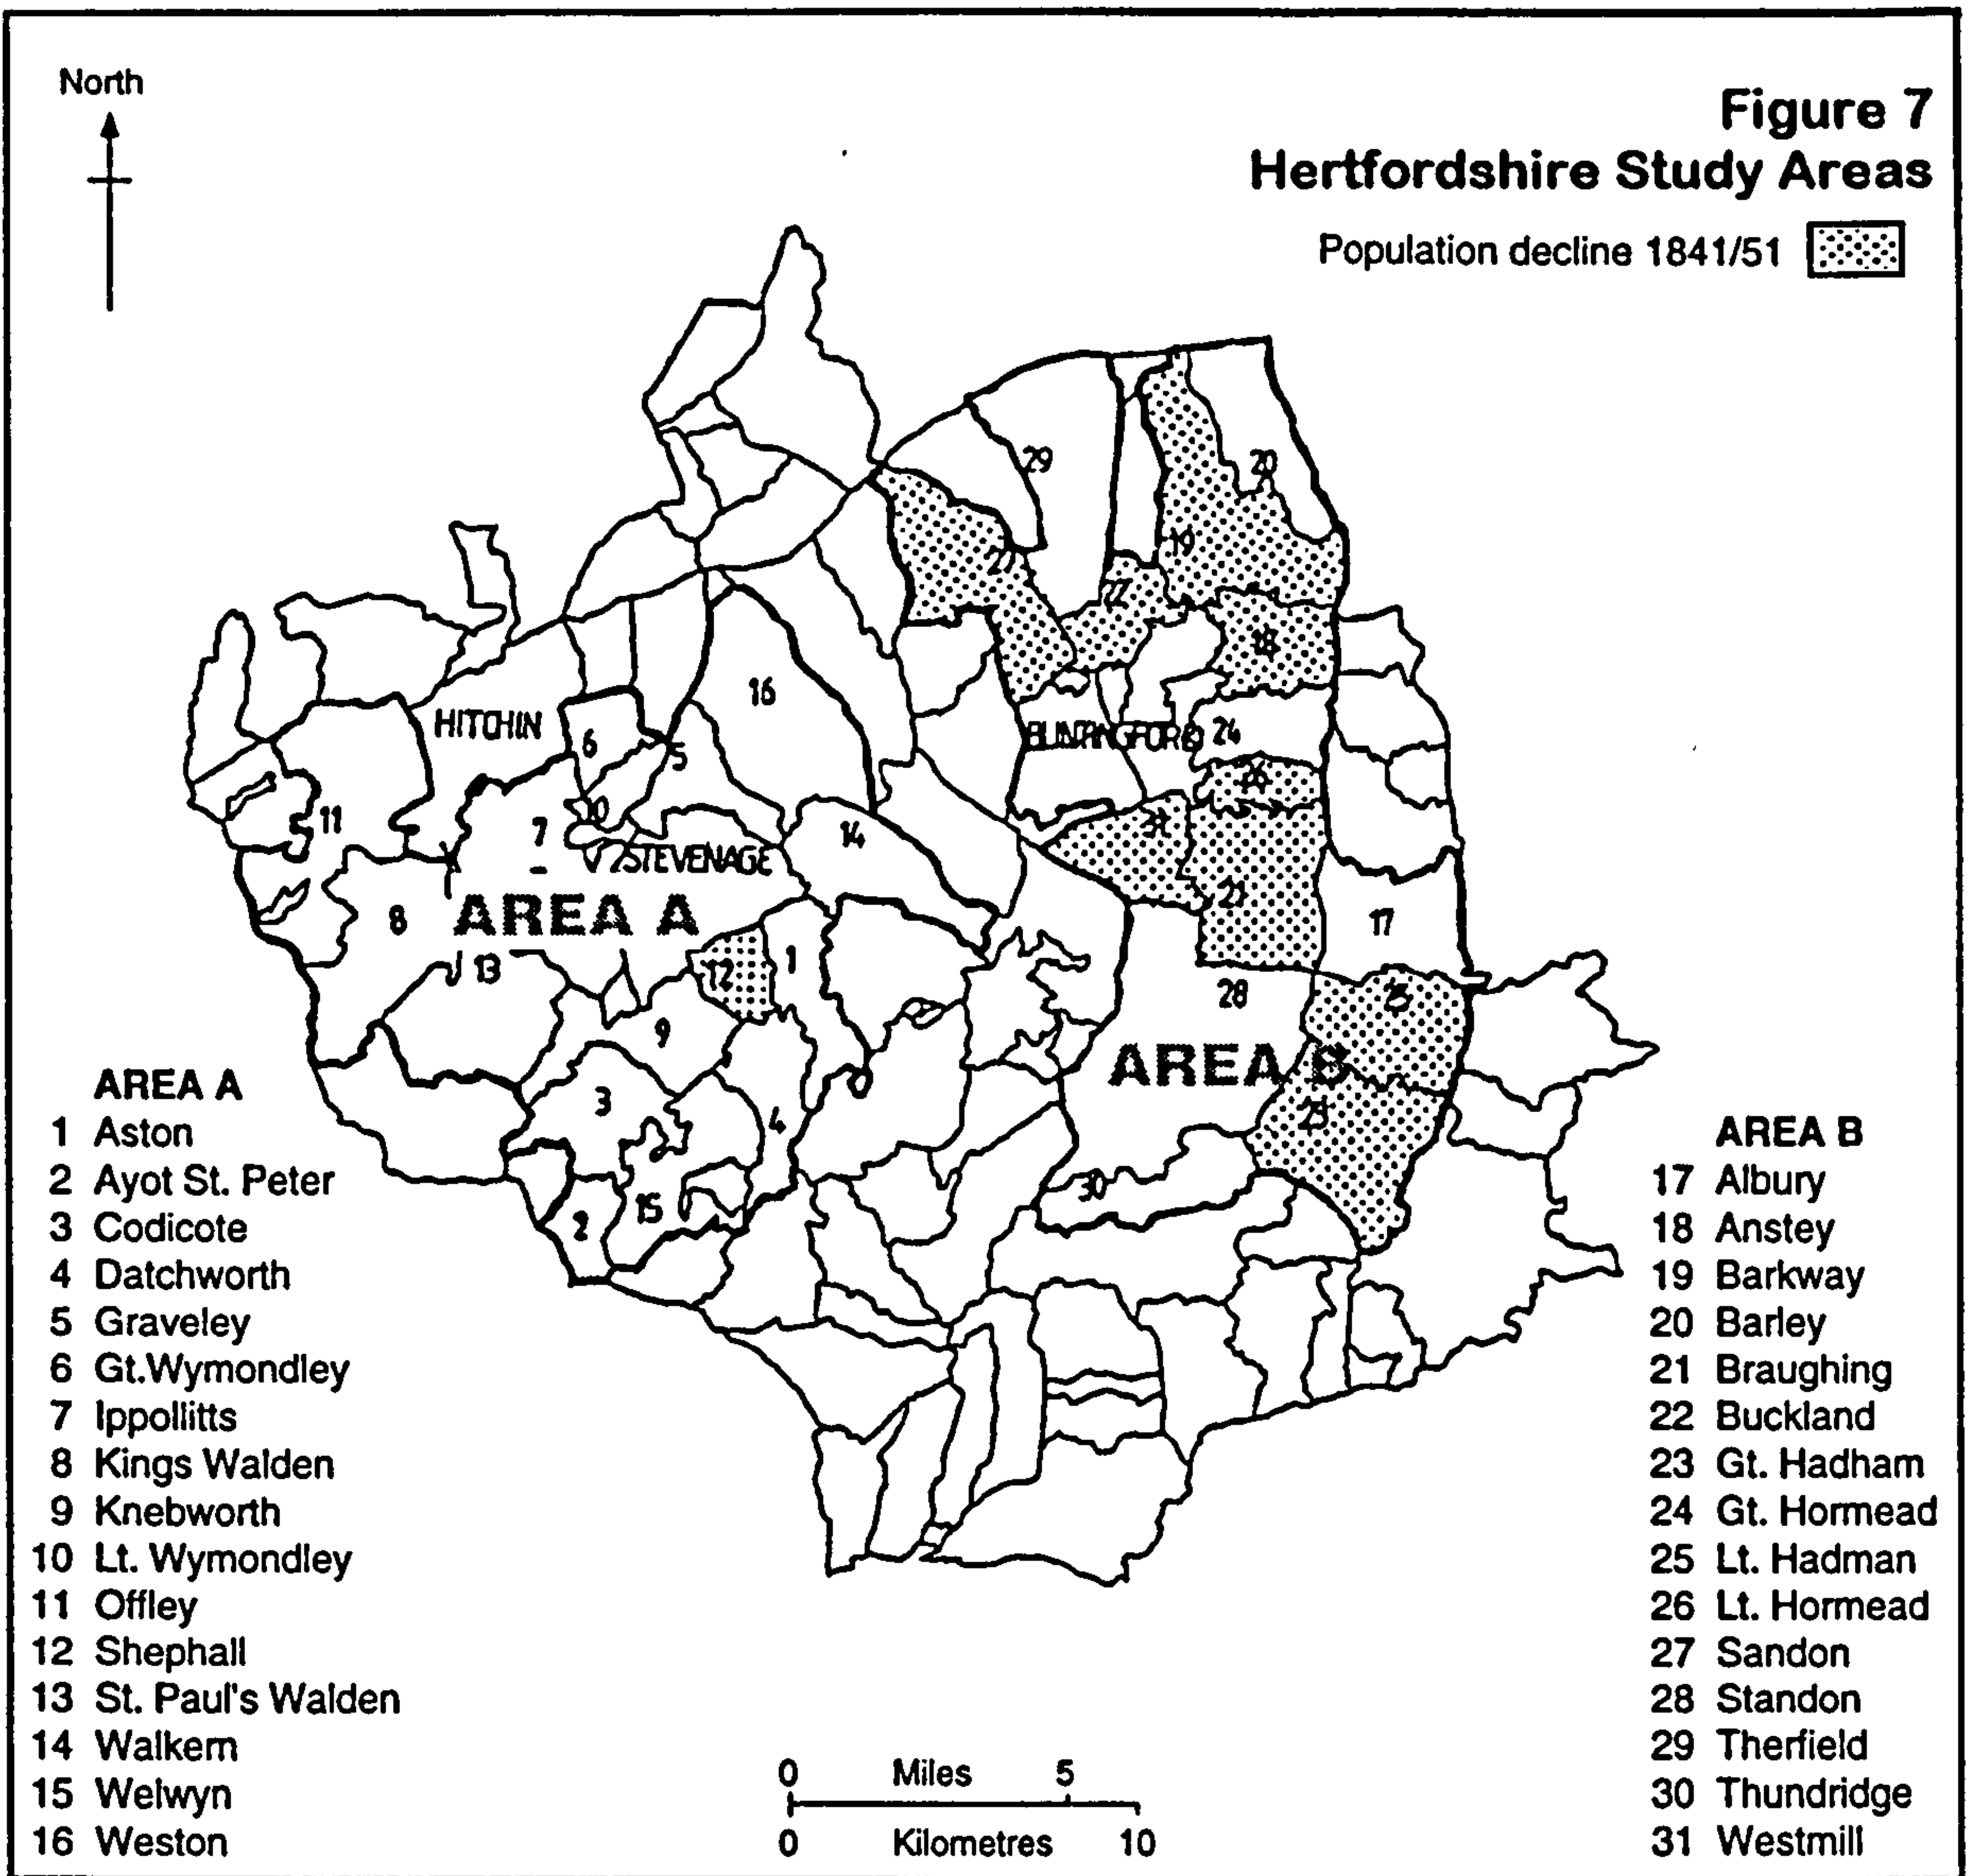 North
Figure 7
Hertfordshire Study Areas
Population decline 1841/51
29
20
19
27
22
18
16
HITCHIN
6
5
BUNTINGFORD
24
26
10
11
7
14
31
V2STEVENAGE
21
8
AREA A
17
13
12
1
28
25
9
AREA B
3
23
4
30
15
2
AREA A
1 Aston
2 Ayot St. Peter
3 Codicote
4 Datchworth
5 Graveley
6 Gt.Wymondley
7 Ippollitts
8 Kings Walden
9 Knebworth
10 Lt. Wymondley
11 Offley
12 Shephall
13 St. Paul's Walden
14 Walkern
15 Welwyn
16 Weston
AREA B
17 Albury
18 Anstey
19 Barkway
20 Barley
21 Braughing
22 Buckland
23 Gt. Hadham
24 Gt. Hormead
25 Lt. Hadman
26 Lt. Hormead
27 Sandon
28 Standon
29 Therfield
30 Thundridge
31 Westmill
0 Miles 5
0 Kilometres 10